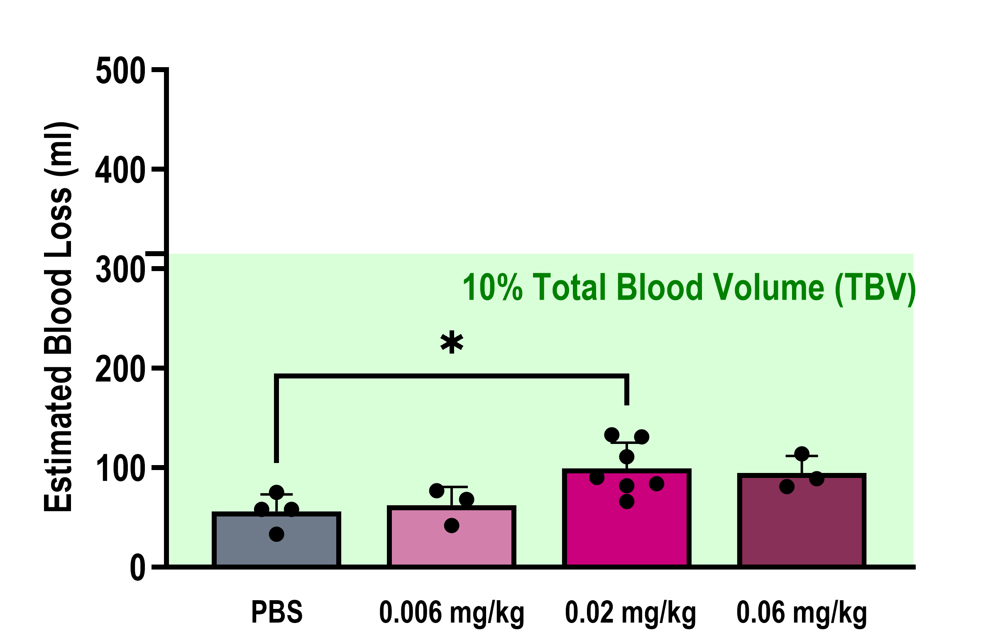 Estimated Blood Loss (ml)
500
400
300
200
100
0
10% Total Blood Volume (TBV)
*
PBS
0.006 mg/kg
0.02 mg/kg
0.06 mg/kg